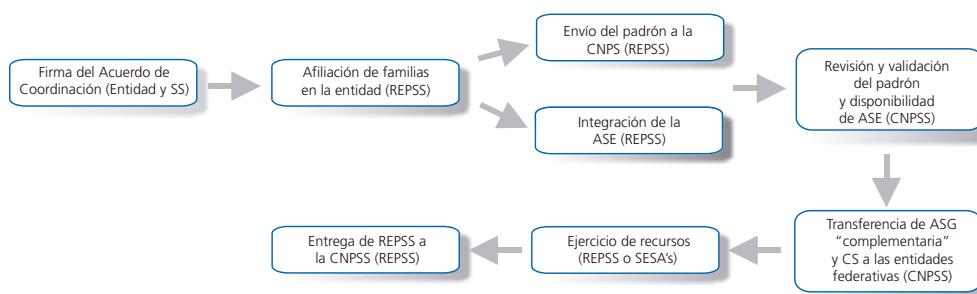 Firma del Acuerdo de
Coordinación (Entidad y SS)
Afiliación de familias
en la entidad (REPSS)
Envío del padrón a la
CNPS (REPSS)
Integración de la
ASE (REPSS)
Revisión y validación
del padrón
y disponibilidad
de ASE (CNPSS)
Transferencia de ASG
“complementaria”
y CS a las entidades
federativas (CNPSS)
Ejercicio de recursos
(REPSS o SESA's)
Entrega de REPSS a
la CNPSS (REPSS)